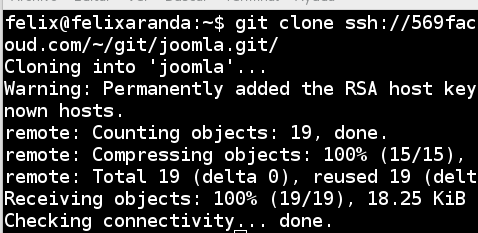 felix@felixaranda:~$ git clone ssh://569fac
oud.com/~/git/joomla.git/
Cloning into 'joomla'...
Warning: Permanently added the RSA host key
nown hosts.
remote: Counting objects: 19, done.
remote: Compressing objects: 100% (15/15),
remote: Total 19 (delta 0), reused 19 (delt
Receiving objects: 100% (19/19), 18.25 KiB
Checking connectivity... done.